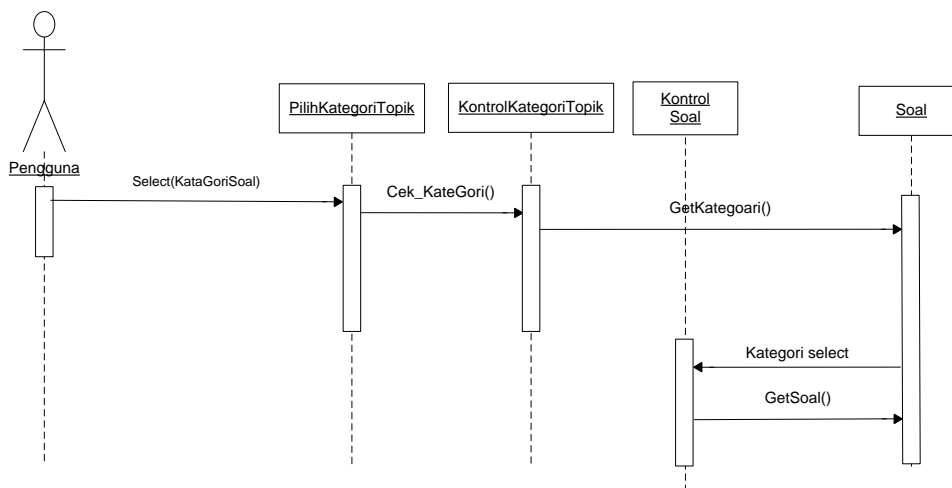 Pengguna
PilihKategoriTopik
KontrolKategoriTopik
Kontrol
Soal
Soal
Select(KataGoriSoal)
Cek_KateGori()
GetKategoari()
Kategori select
GetSoal()